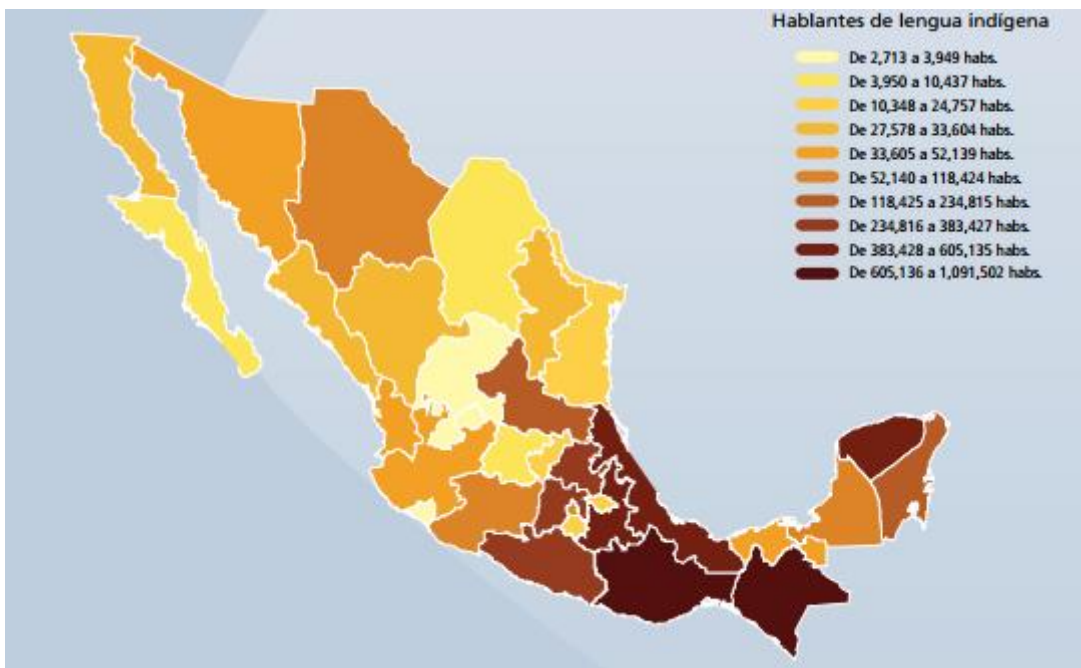 Hablantes de lengua indígena
De 2,713 a 3,949 habs.
De 3,950 a 10,437 habs.
De 10,348 a 24,757 habs.
De 27,578 a 33,604 habs.
De 33,605 a 52,139 habs.
De 52,140 a 118,424 habs.
De 118,425 a 234,815 habs.
De 234,816 a 383,427 habs.
De 383,428 a 605,135 habs.
De 605,136 a 1,091,502 habs.